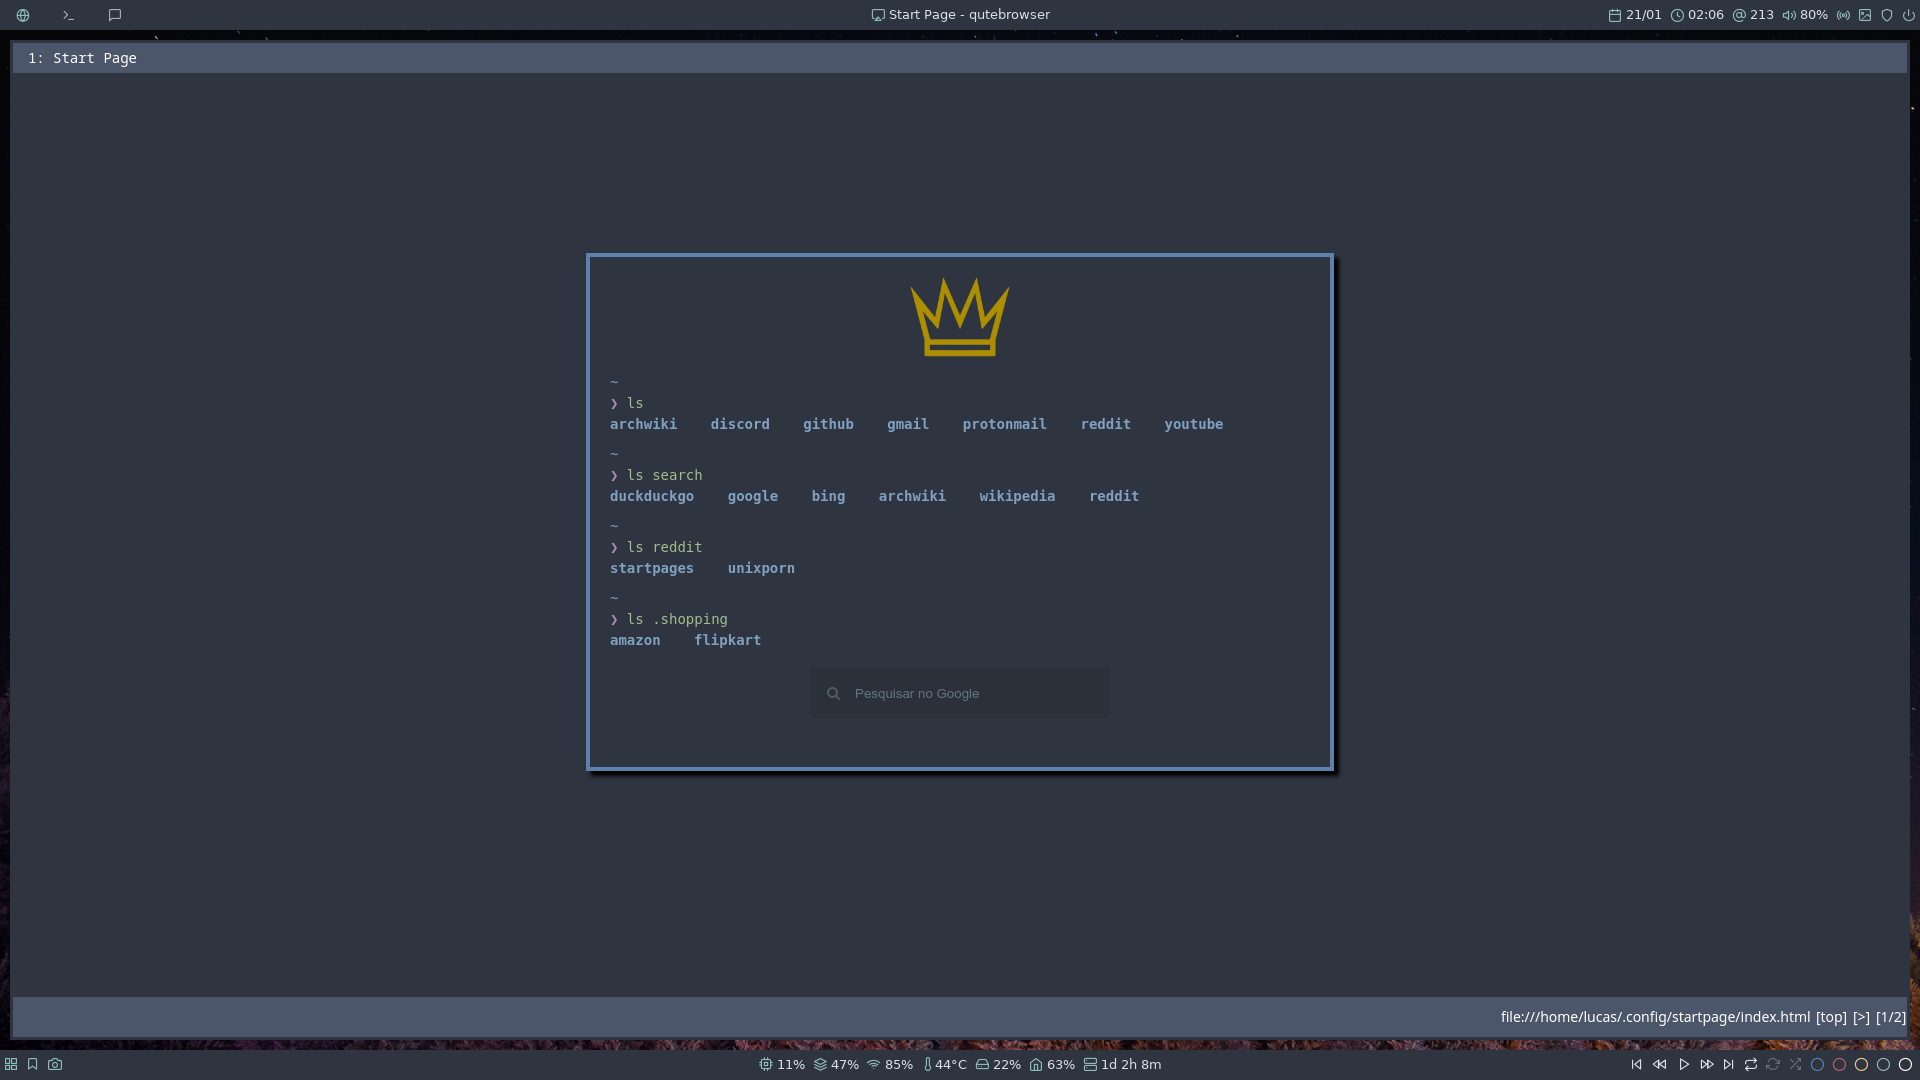 Start Page - qutebrowser
21/01 02:06 213 80%
1: Start Page
~
❯ ls
archwiki discord github gmail protonmail reddit youtube
~
❯ ls search
duckduckgo google bing archwiki wikipedia reddit
~
❯ ls reddit
startpages unixporn
~
❯ ls .shopping
amazon flipkart
Pesquisar no Google
file:///home/lucas/.config/startpage/index.html [top] [>] [1/2]
11% 47% 85% 44°C 22% 63% 1d 2h 8m